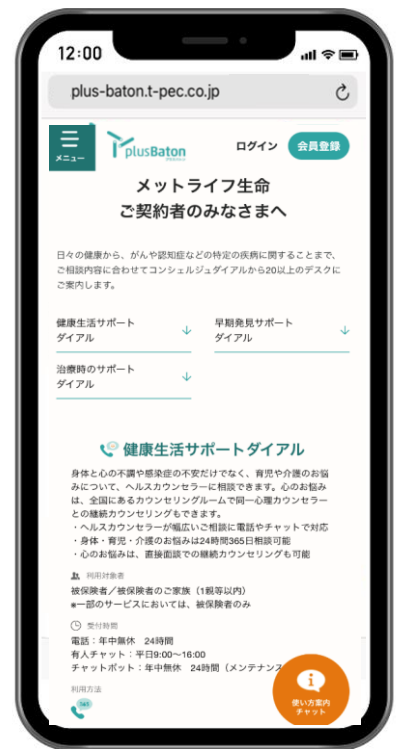 12:00
plus-baton.t-pec.co.jp
メニュー
plusBaton
ログイン
会員登録
メットライフ生命
ご契約者のみなさまへ
日々の健康から、がんや認知症などの特定の疾病に関することまで、
ご相談内容に合わせてコンシェルジュダイアルから20以上のデスクに
ご案内します。
健康生活サポート
ダイアル
早期発見サポート
ダイアル
治療時のサポート
ダイアル
健康生活サポートダイアル
身体と心の不調や感染症の不安だけでなく、育児や介護のお悩
みについて、ヘルスカウンセラーに相談できます。心のお悩み
は、全国にあるカウンセリングルームで同一心理カウンセラー
との継続カウンセリングもできます。
・ヘルスカウンセラーが幅広いご相談に電話やチャットで対応
・身体・育児・介護のお悩みは24時間365日相談可能
・心のお悩みは、直接面談での継続カウンセリングも可能
利用対象者
被保険者／被保険者のご家族（1親等以内）
※一部のサービスにおいては、被保険者のみ
受付時間
電話：年中無休 24時間
有人チャット：平日9:00～16:00
チャットボット：年中無休 24時間（メンテナンス
利用方法
365
使い方案内
チャット